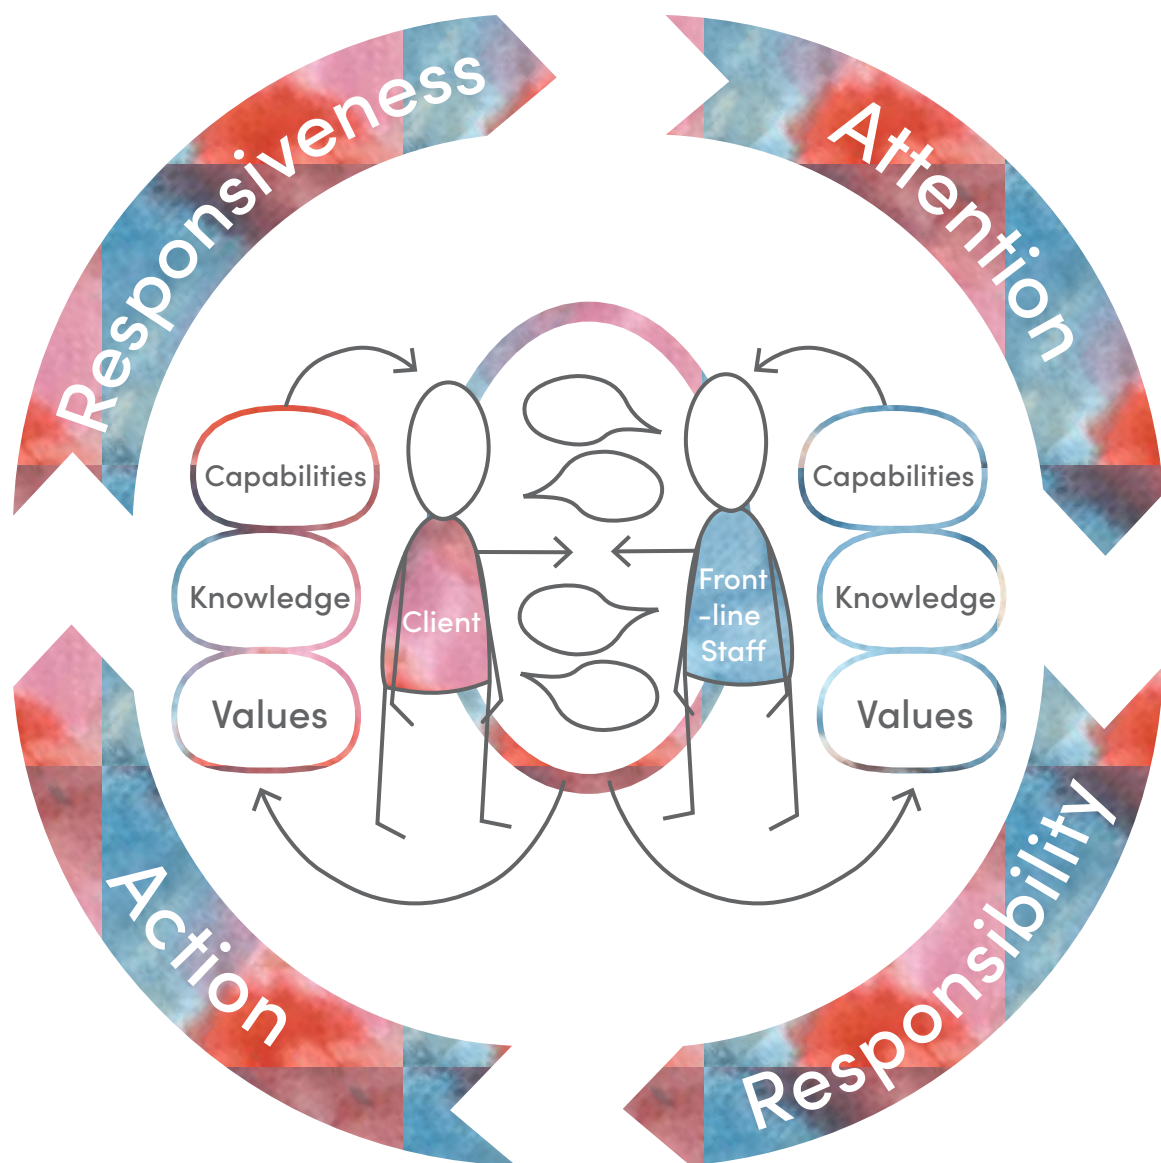 Responsiveness
Attention
Capabilities
Knowledge
Values
Client
Front
-line
Staff
Capabilities
Knowledge
Values
Action
Responsibility